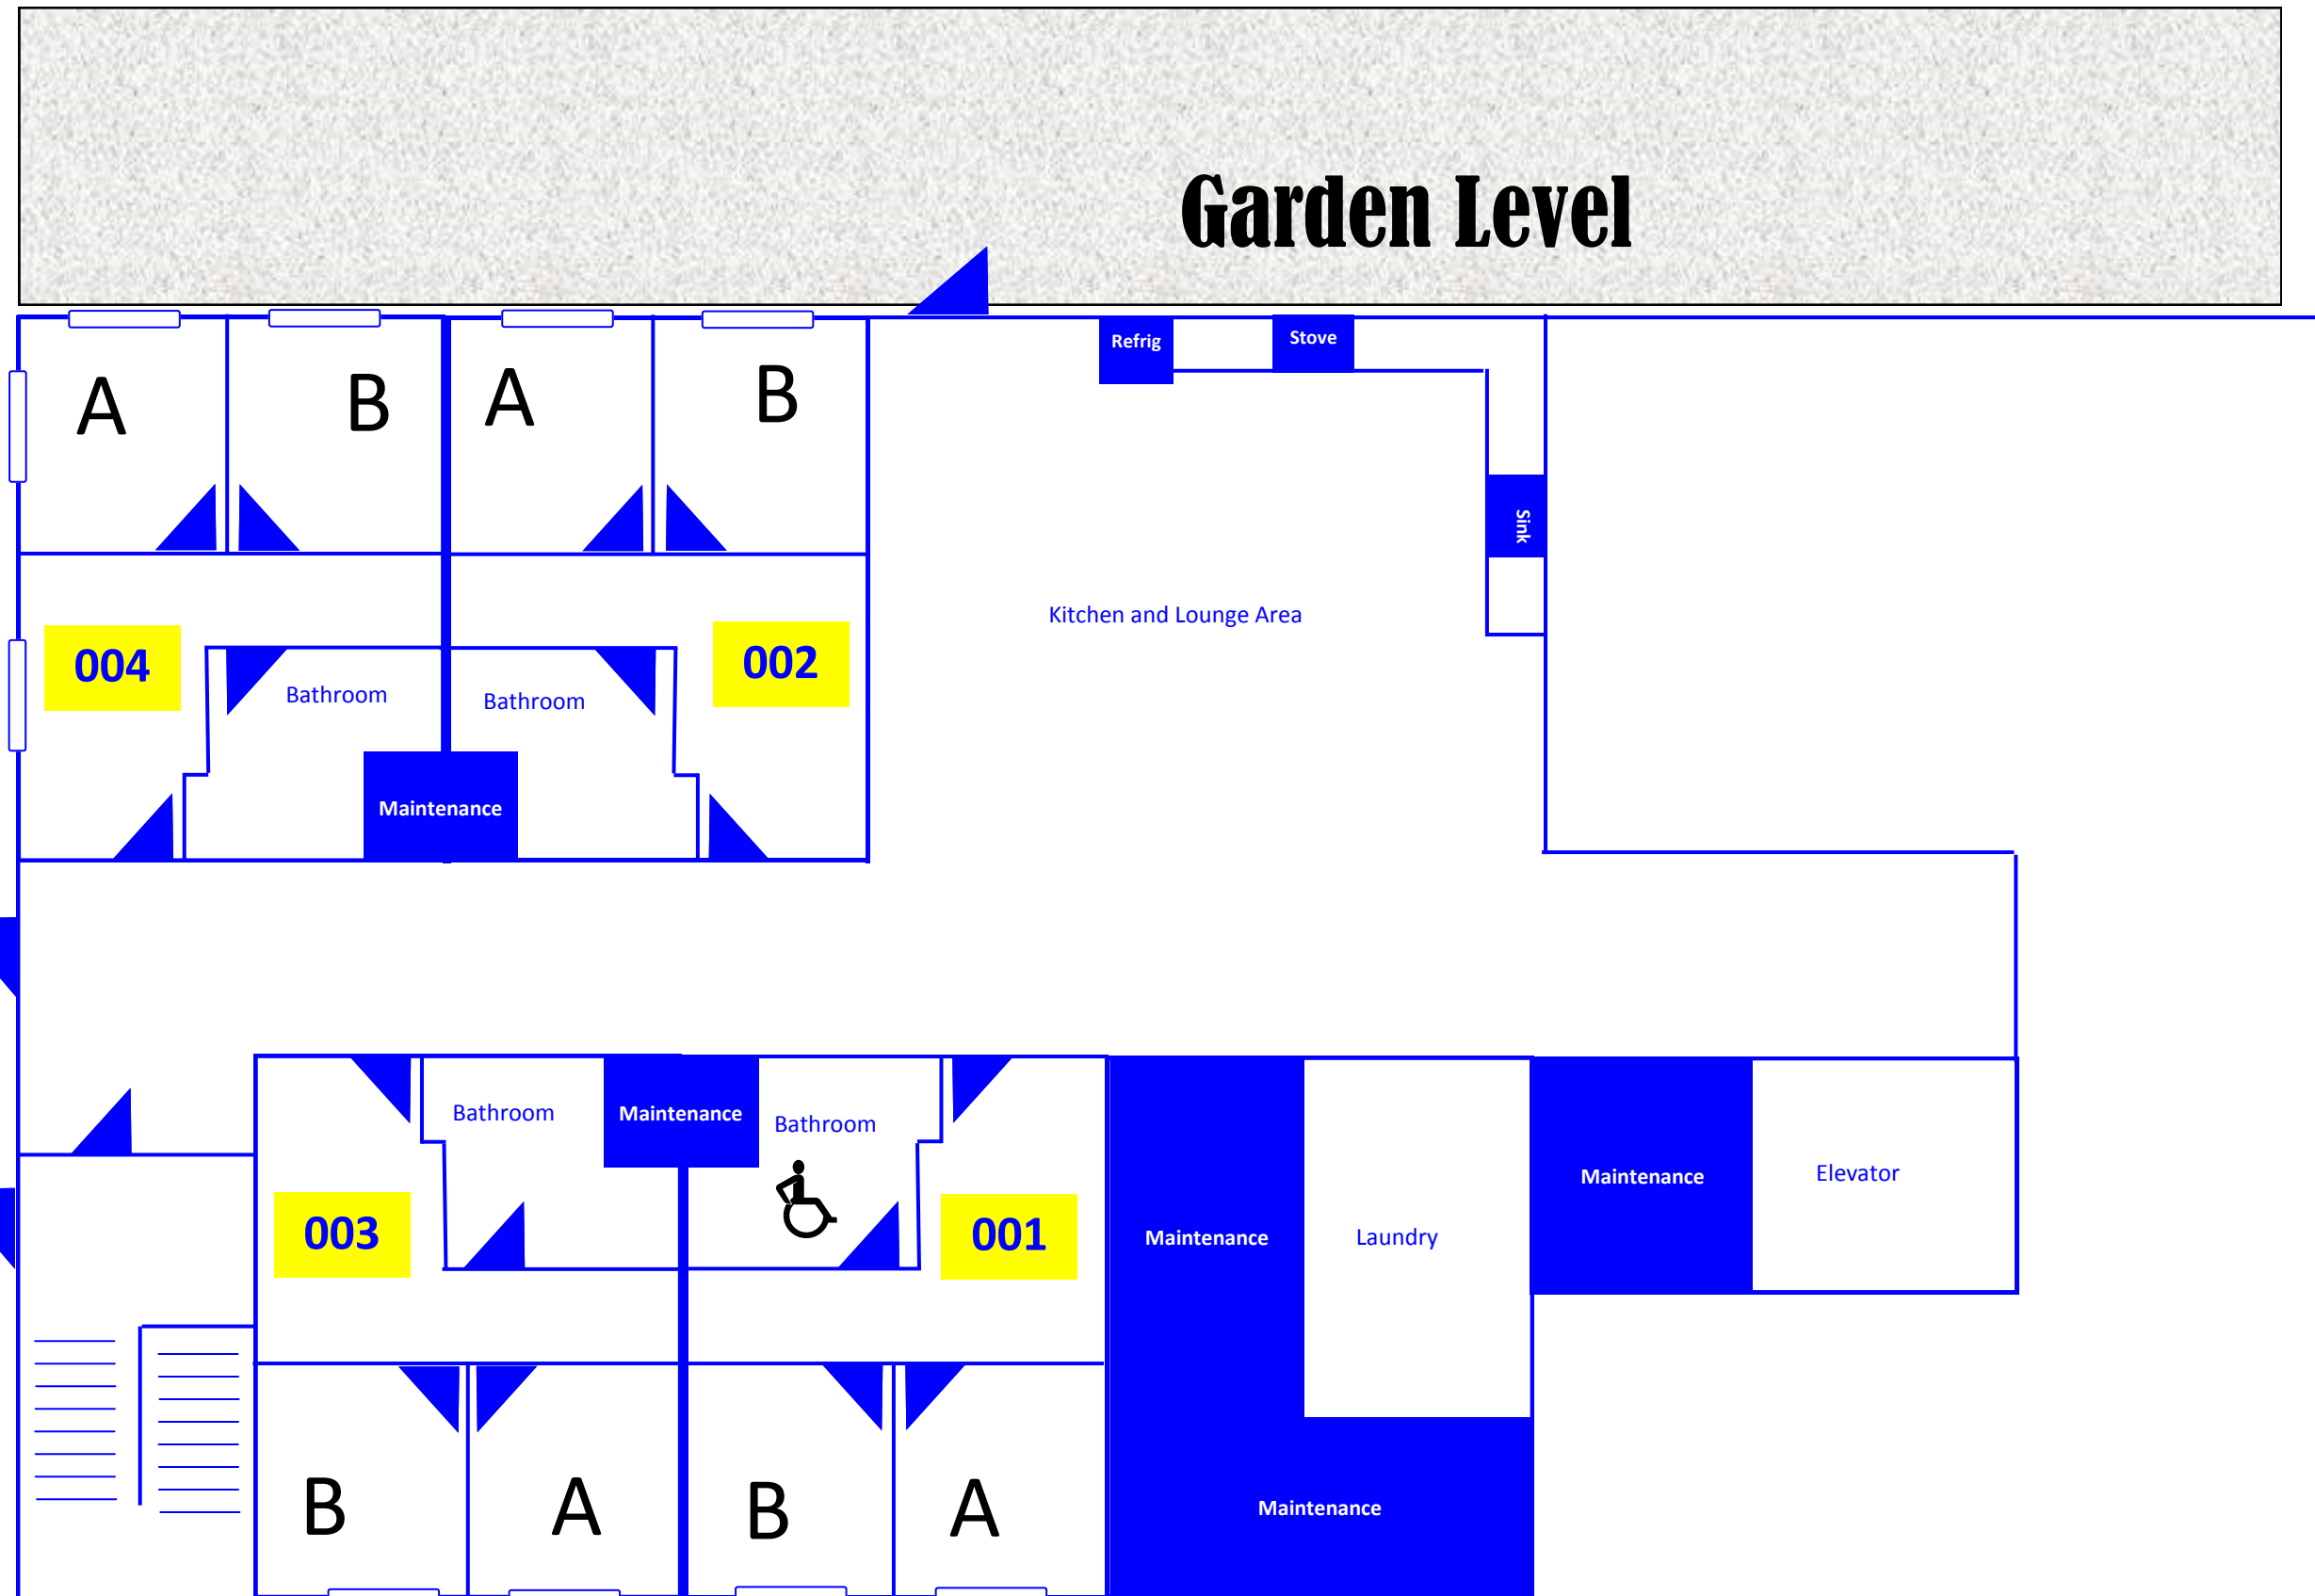 Garden Level
Refrig
Stove
A
B
A
B
Sink
Kitchen and Lounge Area
004
002
Bathroom
Bathroom
Maintenance
Bathroom
Maintenance
Bathroom
003
001
Maintenance
Laundry
Maintenance
Elevator
B
A
B
A
Maintenance